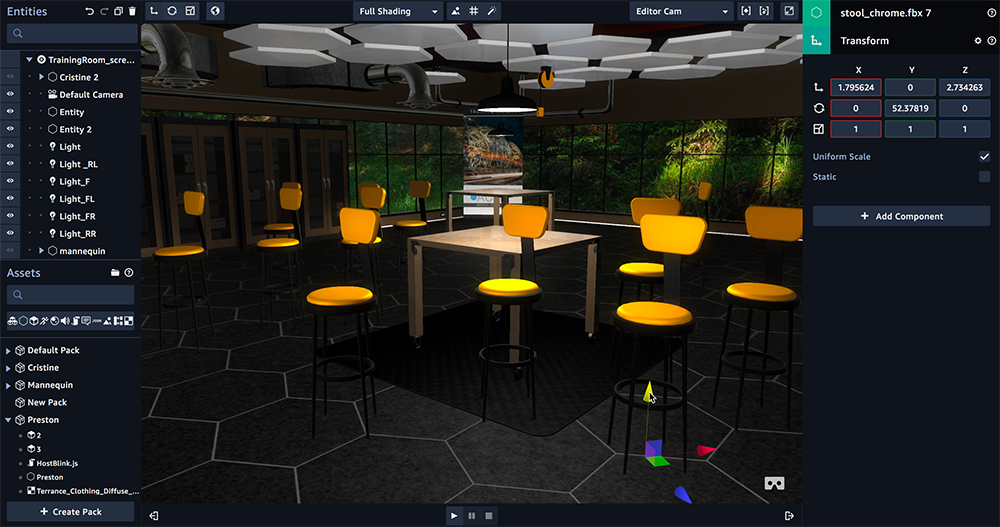 Entities
Full Shading
Editor Cam
stool_chrome.fbx 7
TrainingRoom_scre...
Cristine 2
Default Camera
Entity
Entity 2
Light
Light _RL
Light_F
Light_FL
Light_FR
Light_RR
mannequin
Transform
X Y Z
1.795624 0 2.734263
0 52.37819 0
1 1 1
Uniform Scale
Static
+ Add Component
Assets
Default Pack
Cristine
Mannequin
New Pack
Preston
2
3
HostBlink.js
Preston
Terrance_Clothing_Diffuse_...
+ Create Pack